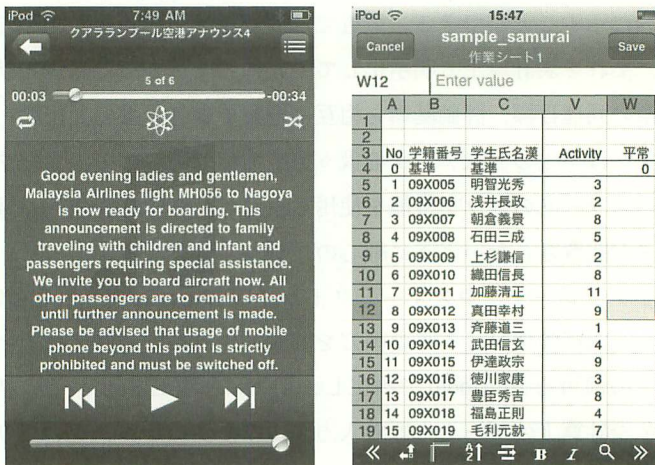 iPod 7:49 AM
クアラランプール空港アナウンス4
5 of 6
00:03 -00:34
Good evening ladies and gentlemen,
Malaysia Airlines flight MH056 to Nagoya
is now ready for boarding. This
announcement is directed to family
traveling with children and infant and
passengers requiring special assistance.
We invite you to board aircraft now. All
other passengers are to remain seated
until further announcement is made.
Please be advised that usage of mobile
phone beyond this point is strictly
prohibited and must be switched off.
iPod 15:47
Cancel sample_samurai Save
作業シート1
W12 Enter value
A B C V W
1
2
3 No 学籍番号 学生氏名漢 Activity 平常
4 0 基準 基準 0
5 1 09X005 明智光秀 3
6 2 09X006 浅井長政 2
7 3 09X007 朝倉義景 8
8 4 09X008 石田三成 5
9 5 09X009 上杉謙信 2
10 6 09X010 織田信長 8
11 7 09X011 加藤清正 11
12 8 09X012 真田幸村 9
13 9 09X013 斉藤道三 1
14 10 09X014 武田信玄 4
15 11 09X015 伊達政宗 9
16 12 09X016 徳川家康 3
17 13 09X017 豊臣秀吉 8
18 14 09X018 福島正則 4
19 15 09X019 毛利元就 7
A Z B I